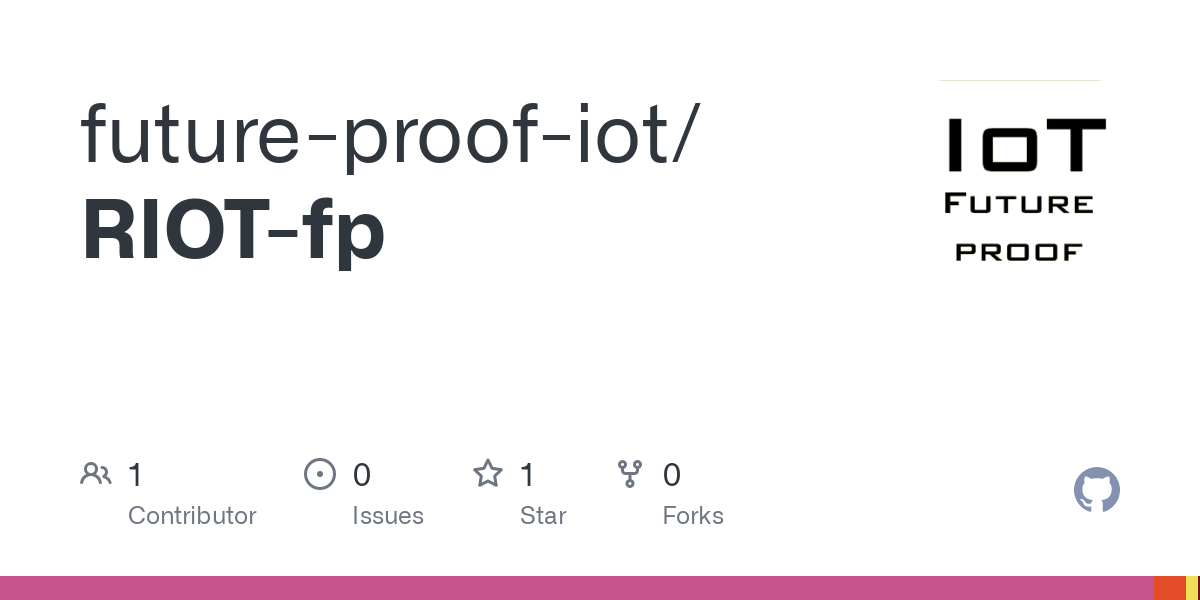 future-proof-iot/
RIOT-fp
IoT
Future
proof
1
Contributor
0
Issues
1
Star
0
Forks